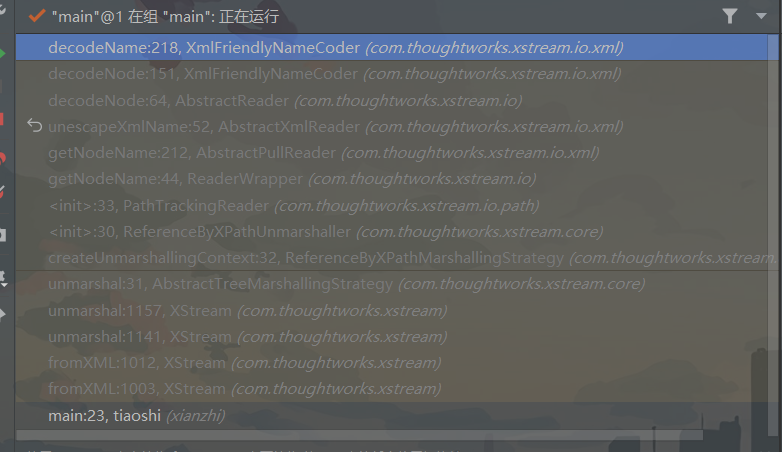 "main"@1 在组 "main": 正在运行
decodeName:218, XmlFriendlyNameCoder (com.thoughtworks.xstream.io.xml)
decodeNode:151, XmlFriendlyNameCoder (com.thoughtworks.xstream.io.xml)
decodeNode:64, AbstractReader (com.thoughtworks.xstream.io)
unescapeXmlName:52, AbstractXmlReader (com.thoughtworks.xstream.io.xml)
getNodeName:212, AbstractPullReader (com.thoughtworks.xstream.io.xml)
getNodeName:44, ReaderWrapper (com.thoughtworks.xstream.io)
<init>:33, PathTrackingReader (com.thoughtworks.xstream.io.path)
<init>:30, ReferenceByXPathUnmarshaller (com.thoughtworks.xstream.core)
createUnmarshallingContext:32, ReferenceByXPathMarshallingStrategy (com.thoughtworks.xstream.
unmarshal:31, AbstractTreeMarshallingStrategy (com.thoughtworks.xstream.core)
unmarshal:1157, XStream (com.thoughtworks.xstream)
unmarshal:1141, XStream (com.thoughtworks.xstream)
fromXML:1012, XStream (com.thoughtworks.xstream)
fromXML:1003, XStream (com.thoughtworks.xstream)
main:23, tiaoshi (xianzhi)